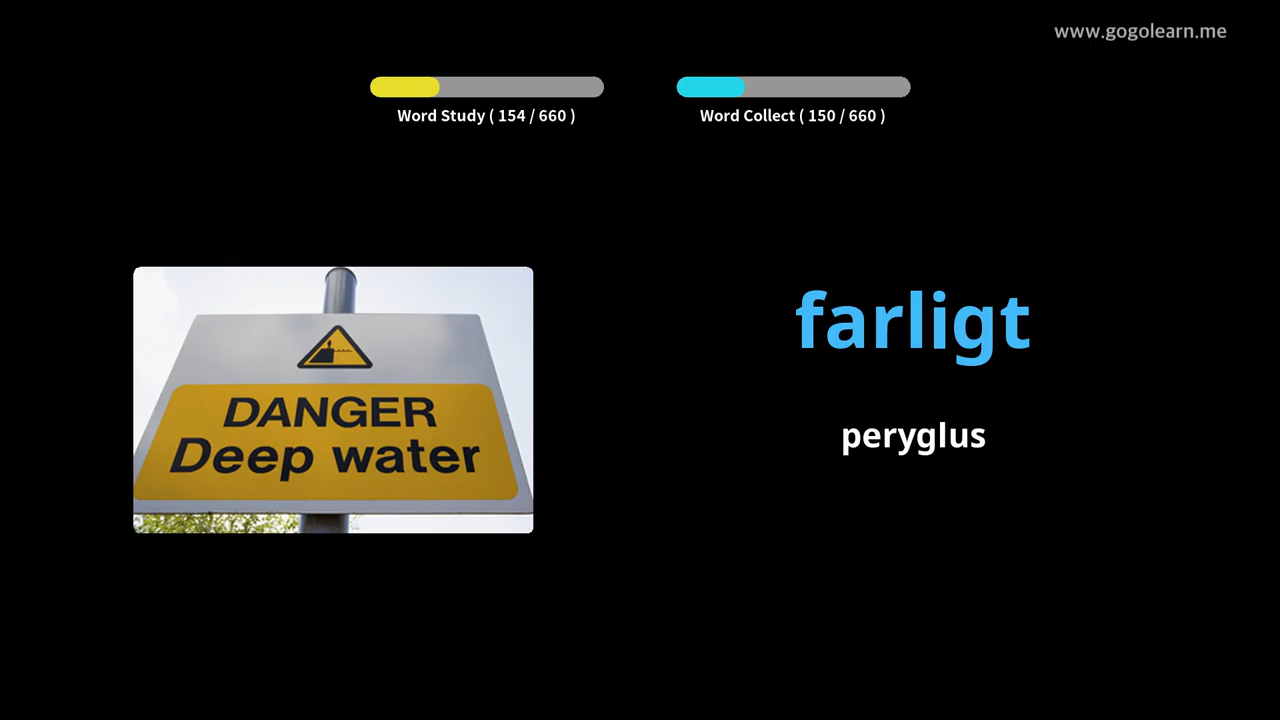 www.gogolearn.me
Word Study ( 154 / 660 )
Word Collect ( 150 / 660 )
DANGER
Deep water
farligt
peryglus